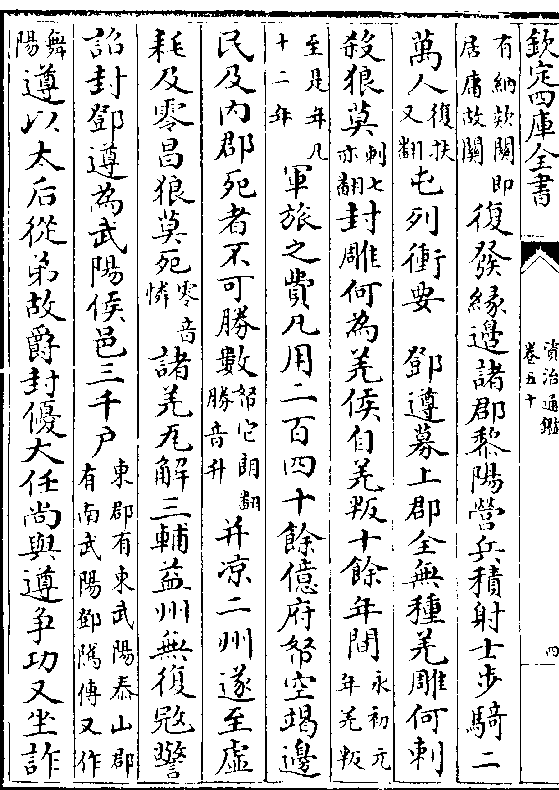 欽定四庫全書
資治通鑑
卷五十
四
有納欵關即
居庸故關
復發緣邊諸郡黎陽營兵積射士步騎二
萬人
復扶
又翻
屯列衝要　鄧遵募上郡全無種羌雕何刺
殺狼莫
刺七
亦翻
封雕何為羌侯自羌叛十餘年間
永初元
年羌叛
至是年凡
十二年
軍旅之費凡用二百四十餘億府帑空竭邊
民及内郡死者不可勝數
帑它朗翻
勝音升
并凉二州遂至虚
耗及零昌狼莫死
零音
憐
諸羌瓦解三輔益州無復宼警
詔封鄧遵為武陽侯邑三千户
東郡有東武陽泰山郡
有南武陽鄧隲傳又作
舞
陽
遵以太后從弟故爵封優大任尚與遵争功又坐詐